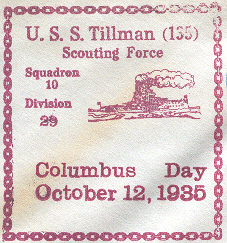 U. S. S. Tillman (135)
Scouting Force
Squadron
10
Division
29
Columbus Day
October 12, 1935